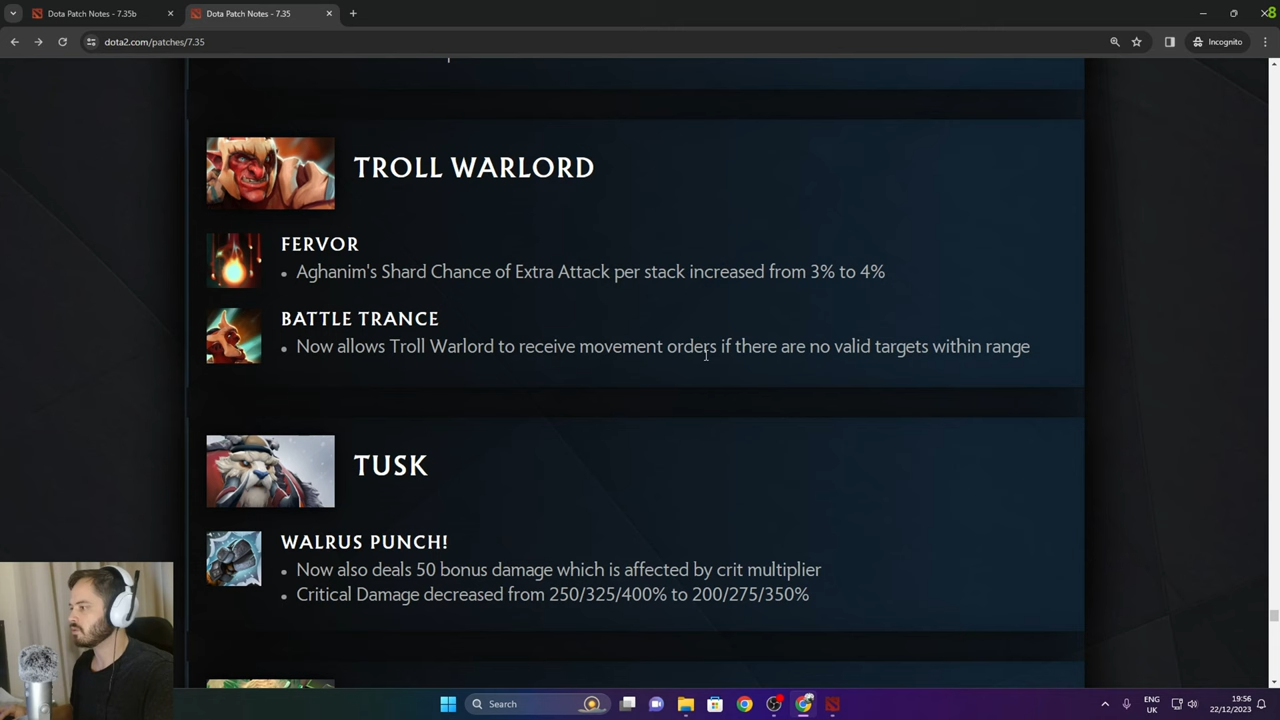 Dota Patch Notes - 7.35b
Dota Patch Notes - 7.35
8
dota2.com/patches/7.35
Incognito
TROLL WARLORD
FERVOR
• Aghanim's Shard Chance of Extra Attack per stack increased from 3% to 4%
BATTLE TRANCE
• Now allows Troll Warlord to receive movement orders if there are no valid targets within range
TUSK
WALRUS PUNCH!
• Now also deals 50 bonus damage which is affected by crit multiplier
• Critical Damage decreased from 250/325/400% to 200/275/350%
Search
ENG
UK
19:56
22/12/2023